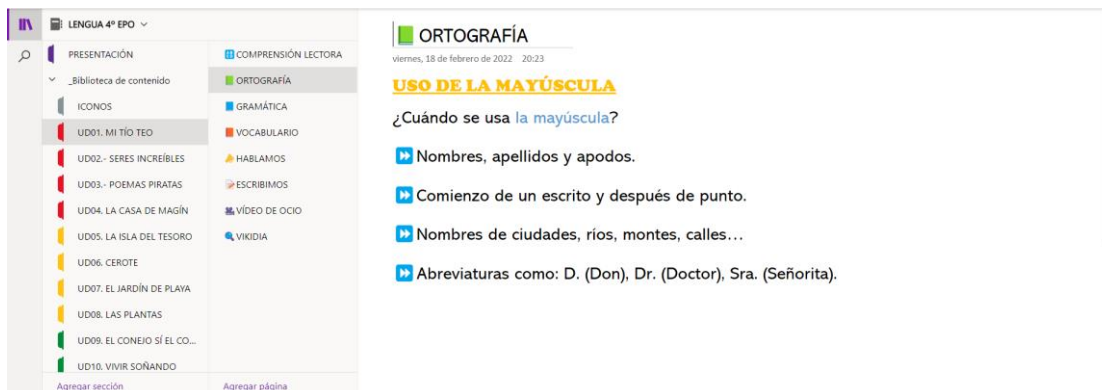 LENGUA 4º EPO
PRESENTACIÓN
_Biblioteca de contenido
ICONOS
UD01. MI TÍO TEO
UD02.- SERES INCREÍBLES
UD03.- POEMAS PIRATAS
UD04. LA CASA DE MAGÍN
UD05. LA ISLA DEL TESORO
UD06. CEROTE
UD07. EL JARDÍN DE PLAYA
UD08. LAS PLANTAS
UD09. EL CONEJO SÍ EL CO...
UD10. VIVIR SOÑANDO
Agregar sección
COMPRENSIÓN LECTORA
ORTOGRAFÍA
GRAMÁTICA
VOCABULARIO
HABLAMOS
ESCRIBIMOS
VÍDEO DE OCIO
VIKIDIA
Agregar página
ORTOGRAFÍA
viernes, 18 de febrero de 2022 20:23
USO DE LA MAYÚSCULA
¿Cuándo se usa la mayúscula?
Nombres, apellidos y apodos.
Comienzo de un escrito y después de punto.
Nombres de ciudades, ríos, montes, calles...
Abreviaturas como: D. (Don), Dr. (Doctor), Sra. (Señorita).